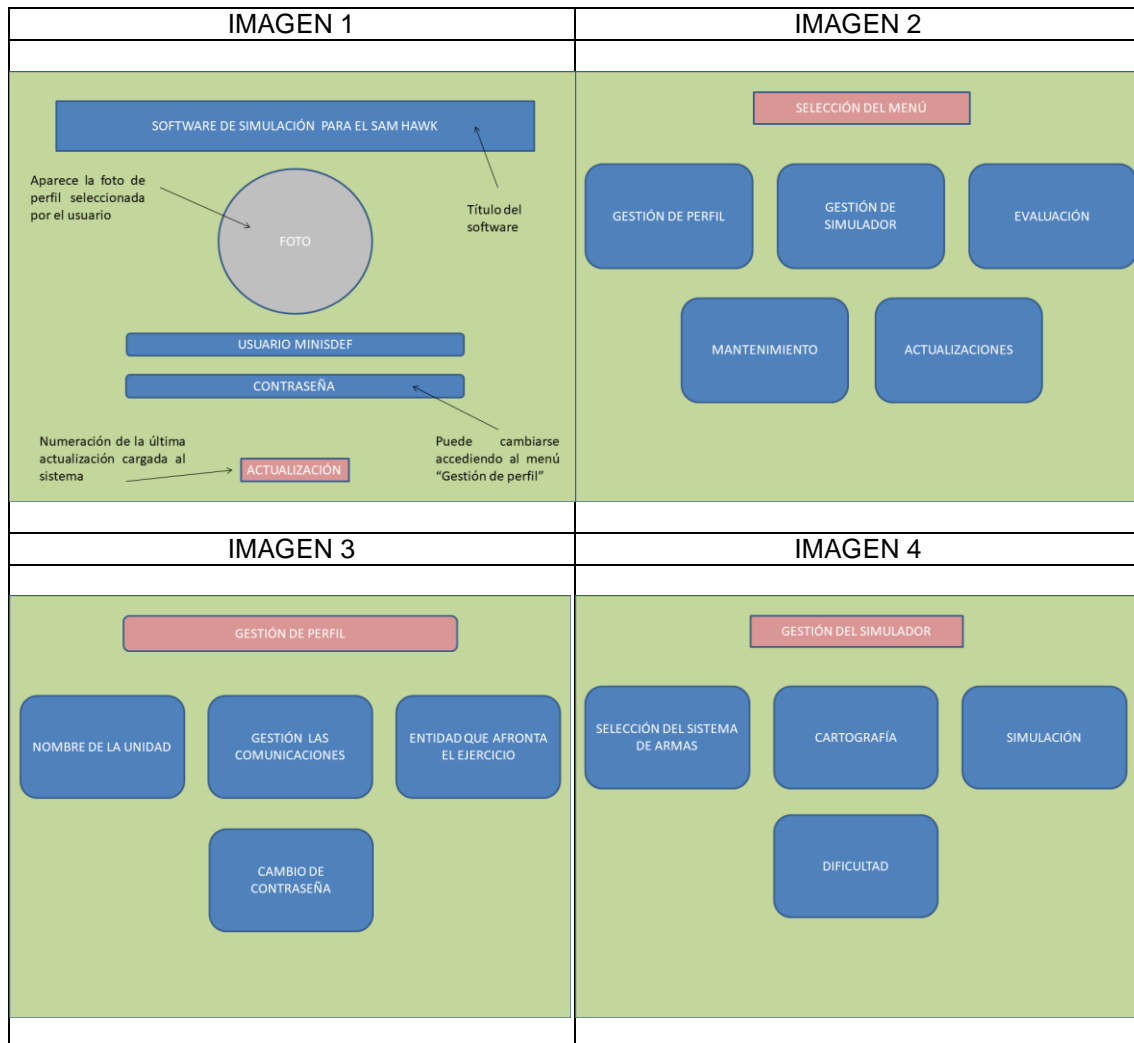 IMAGEN 1
IMAGEN 2
SOFTWARE DE SIMULACIÓN PARA EL SAM HAWK
Aparece la foto de
perfil seleccionada
por el usuario
Título del
software
FOTO
USUARIO MINISDEF
CONTRASEÑA
Numeración de la última
actualización cargada al
sistema
Puede cambiarse
accediendo al menú
“Gestión de perfil”
ACTUALIZACIÓN
SELECCIÓN DEL MENÚ
GESTIÓN DE PERFIL
GESTIÓN DE
SIMULADOR
EVALUACIÓN
MANTENIMIENTO
ACTUALIZACIONES
IMAGEN 3
IMAGEN 4
GESTIÓN DE PERFIL
NOMBRE DE LA UNIDAD
GESTIÓN LAS
COMUNICACIONES
ENTIDAD QUE AFRONTA
EL EJERCICIO
CAMBIO DE
CONTRASEÑA
GESTIÓN DEL SIMULADOR
SELECCIÓN DEL SISTEMA
DE ARMAS
CARTOGRAFÍA
SIMULACIÓN
DIFICULTAD